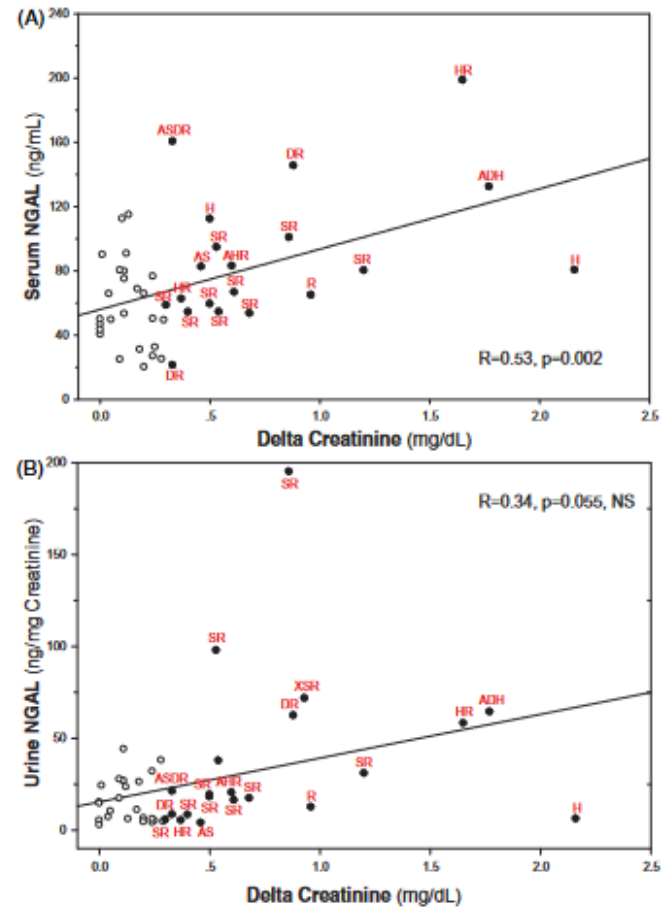 (A)
240
200
160
120
80
40
0
Serum NGAL (ng/mL)
HR
ASDR
DR
ADH
H
SR
SR
AS
AHR
SR
H
SR
R
HR
SR
SR
SR
SR
SR
DR
R=0.53, p=0.002
0.0
.5
1.0
1.5
2.0
2.5
Delta Creatinine (mg/dL)
(B)
200
150
100
50
0
Urine NGAL (ng/mg Creatinine)
SR
R=0.34, p=0.055, NS
SR
XSR
DR
ADH
HR
SR
ASDR
SR
AHR
SR
DR
SR
SR
R
H
SR
HR
AS
0.0
.5
1.0
1.5
2.0
2.5
Delta Creatinine (mg/dL)